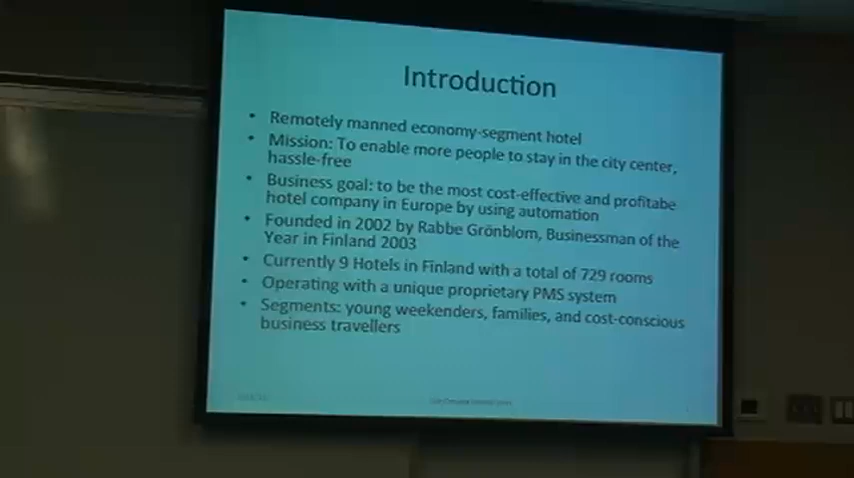 Introduction
• Remotely manned economy-segment hotel
• Mission: To enable more people to stay in the city center,
hassle-free
• Business goal: to be the most cost-effective and profitabe
hotel company in Europe by using automation
• Founded in 2002 by Rabbe Grönblom, Businessman of the
Year in Finland 2003
• Currently 9 Hotels in Finland with a total of 729 rooms
• Operating with a unique proprietary PMS system
• Segments: young weekenders, families, and cost-conscious
business travellers